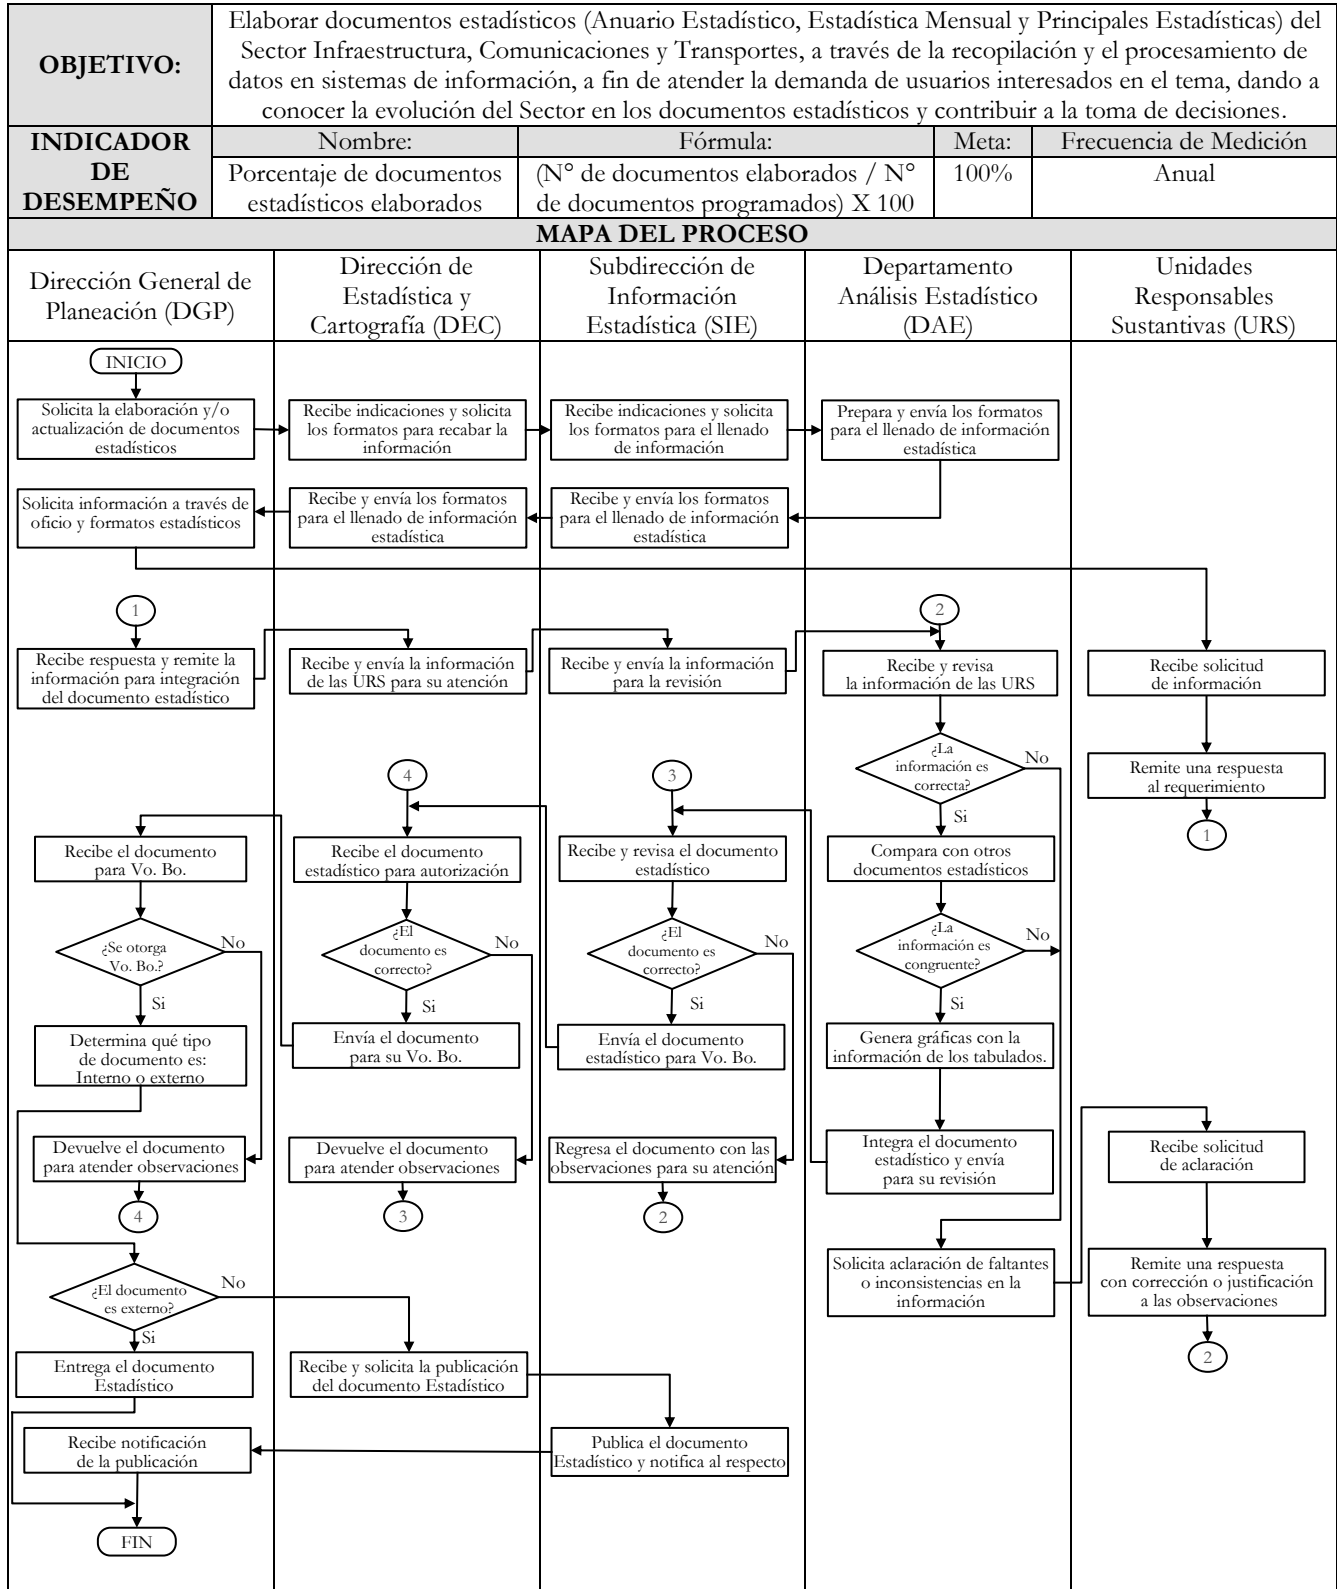 OBJETIVO:
Elaborar documentos estadísticos (Anuario Estadístico, Estadística Mensual y Principales Estadísticas) del
Sector Infraestructura, Comunicaciones y Transportes, a través de la recopilación y el procesamiento de
datos en sistemas de información, a fin de atender la demanda de usuarios interesados en el tema, dando a
conocer la evolución del Sector en los documentos estadísticos y contribuir a la toma de decisiones.
INDICADOR
DE
DESEMPEÑO
Nombre:
Fórmula:
Meta:
Frecuencia de Medición
Porcentaje de documentos
estadísticos elaborados
(N° de documentos elaborados / N°
de documentos programados) X 100
100%
Anual
MAPA DEL PROCESO
Dirección General de
Planeación (DGP)
Dirección de
Estadística y
Cartografía (DEC)
Subdirección de
Información
Estadística (SIE)
Departamento
Análisis Estadístico
(DAE)
Unidades
Responsables
Sustantivas (URS)
INICIO
Solicita la elaboración y/o
actualización de documentos
estadísticos
Recibe indicaciones y solicita
los formatos para recabar la
información
Recibe indicaciones y solicita
los formatos para el llenado
de información
Prepara y envía los formatos
para el llenado de información
estadística
Solicita información a través de
oficio y formatos estadísticos
Recibe y envía los formatos
para el llenado de información
estadística
Recibe y envía los formatos
para el llenado de información
estadística
1
2
Recibe respuesta y remite la
información para integración
del documento estadístico
Recibe y envía la información
de las URS para su atención
Recibe y envía la información
para la revisión
Recibe y revisa
la información de las URS
Recibe solicitud
de información
¿La
información es
correcta?
No
Si
Remite una respuesta
al requerimiento
1
4
3
Recibe el documento
para Vo. Bo.
Recibe el documento
estadístico para autorización
Recibe y revisa el documento
estadístico
Compara con otros
documentos estadísticos
¿Se otorga
Vo. Bo.?
No
Si
¿El
documento es
correcto?
No
Si
¿El
documento es
correcto?
No
Si
¿La
información es
congruente?
No
Si
Determina qué tipo
de documento es:
Interno o externo
Envía el documento
para su Vo. Bo.
Envía el documento
estadístico para Vo. Bo.
Genera gráficas con la
información de los tabulados.
Devuelve el documento
para atender observaciones
Devuelve el documento
para atender observaciones
Regresa el documento con las
observaciones para su atención
Integra el documento
estadístico y envía
para su revisión
Recibe solicitud
de aclaración
4
3
2
¿El documento
es externo?
No
Si
Solicita aclaración de faltantes
o inconsistencias en la
información
Remite una respuesta
con corrección o justificación
a las observaciones
2
Entrega el documento
Estadístico
Recibe y solicita la publicación
del documento Estadístico
Recibe notificación
de la publicación
Publica el documento
Estadístico y notifica al respecto
FIN